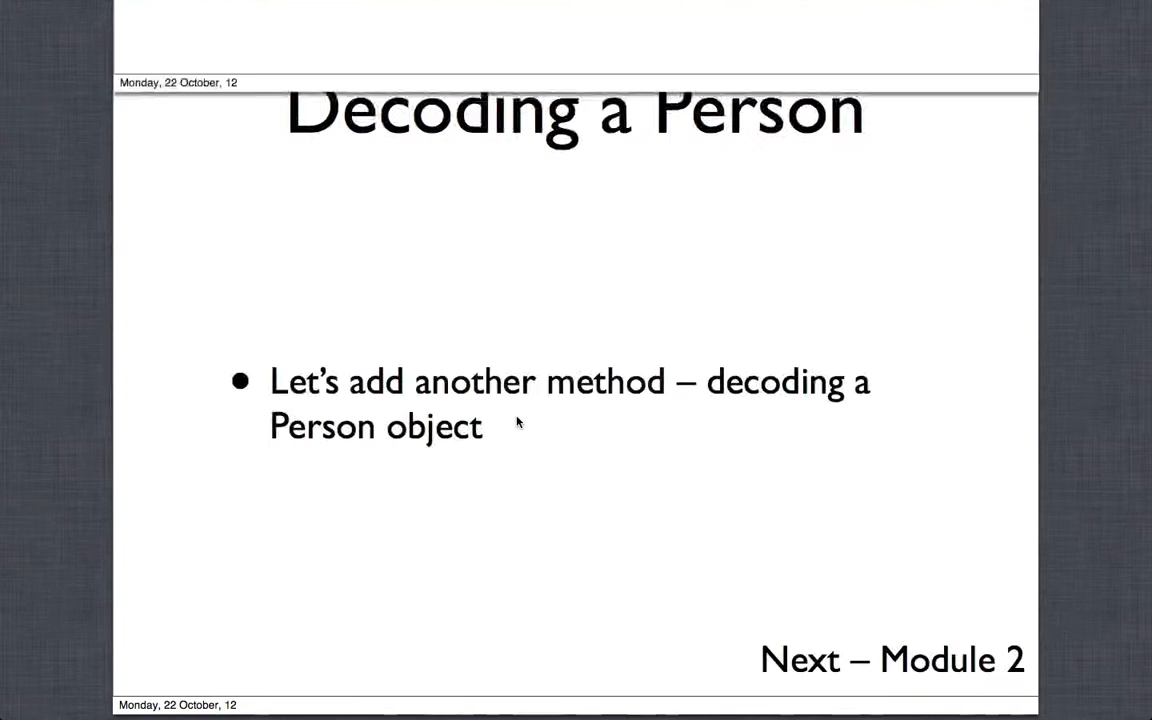 Monday, 22 October, 12
Decoding a Person
• Let's add another method – decoding a
Person object
Next – Module 2
Monday, 22 October, 12